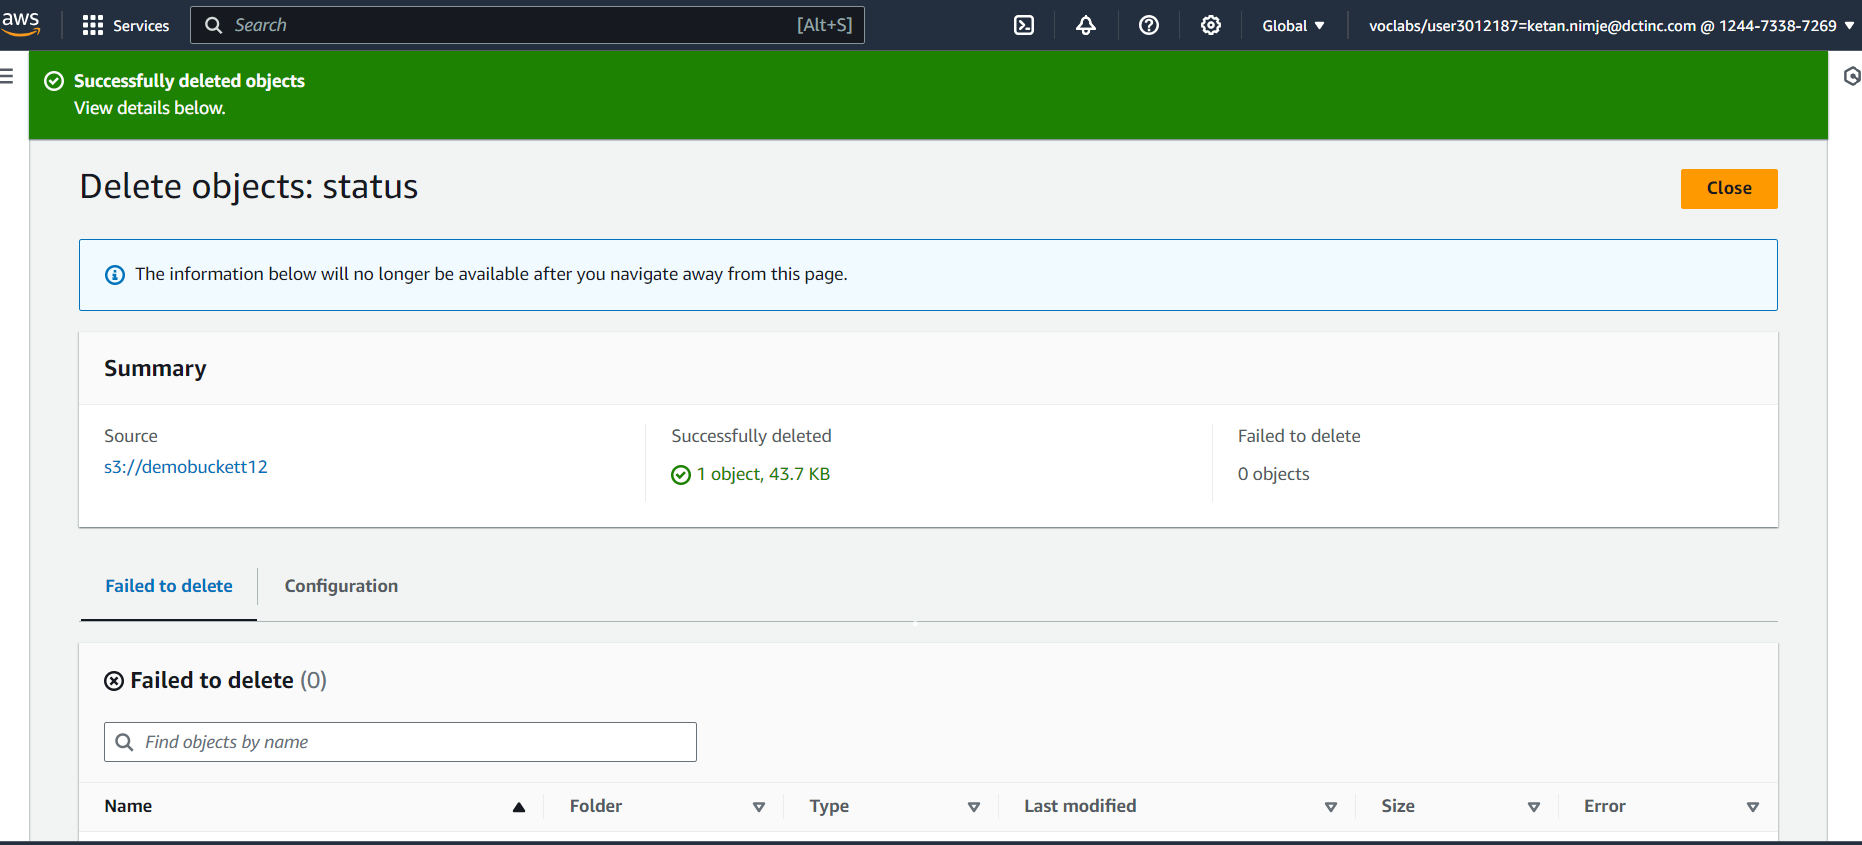 aws Services Search [Alt+S] Global voclabs/user3012187=ketan.nimje@dctinc.com @ 1244-7338-7269
Successfully deleted objects
View details below.
Delete objects: status
Close
The information below will no longer be available after you navigate away from this page.
Summary
Source Successfully deleted Failed to delete
s3://demobuckett12 1 object, 43.7 KB 0 objects
Failed to delete Configuration
Failed to delete (0)
Find objects by name
Name Folder Type Last modified Size Error